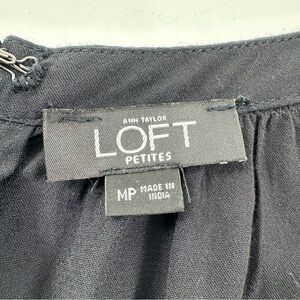 ANN TAYLOR
LOFT
PETITES
MP MADE IN
INDIA